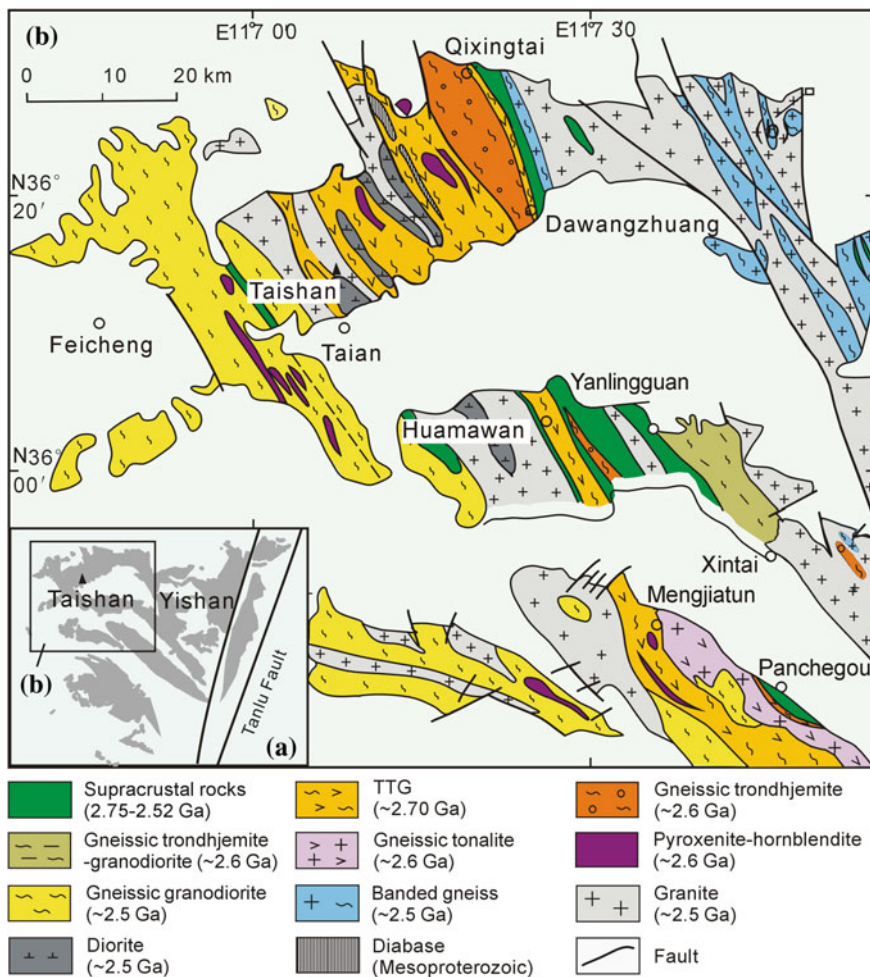 (b)
E117° 00
E117° 30
0 10 20 km
Qixingtai
N36°
20′
Dawangzhuang
Taishan
Feicheng
Taian
Yanlingguan
Huamawan
N36°
00′
Xintai
Mengjiatun
Panchegou
Taishan
Yishan
(b)
Tanlu Fault
(a)
Supracrustal rocks
(2.75-2.52 Ga)
TTG
(~2.70 Ga)
Gneissic trondhjemite
(~2.6 Ga)
Gneissic trondhjemite
-granodiorite (~2.6 Ga)
Gneissic tonalite
(~2.6 Ga)
Pyroxenite-hornblendite
(~2.6 Ga)
Gneissic granodiorite
(~2.5 Ga)
Banded gneiss
(~2.5 Ga)
Granite
(~2.5 Ga)
Diorite
(~2.5 Ga)
Diabase
(Mesoproterozoic)
Fault